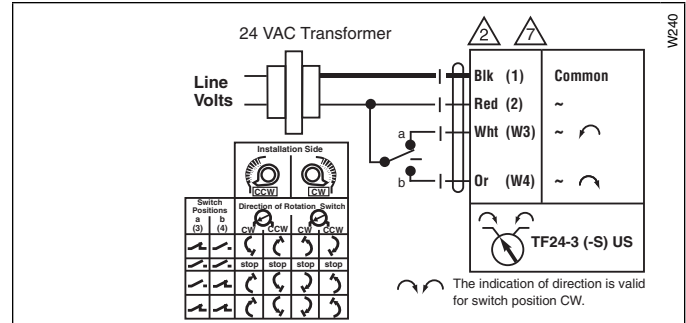 W240
24 VAC Transformer
2 7
Line
Volts
Blk (1) Common
Red (2) ~
a Wht (W3) ~
b Or (W4) ~
Installation Side
CCW CW
Switch
Positions
a b
(3) (4)
Direction of Rotation Switch
CW CCW CW CCW
stop stop stop stop
TF24-3 (-S) US
The indication of direction is valid
for switch position CW.